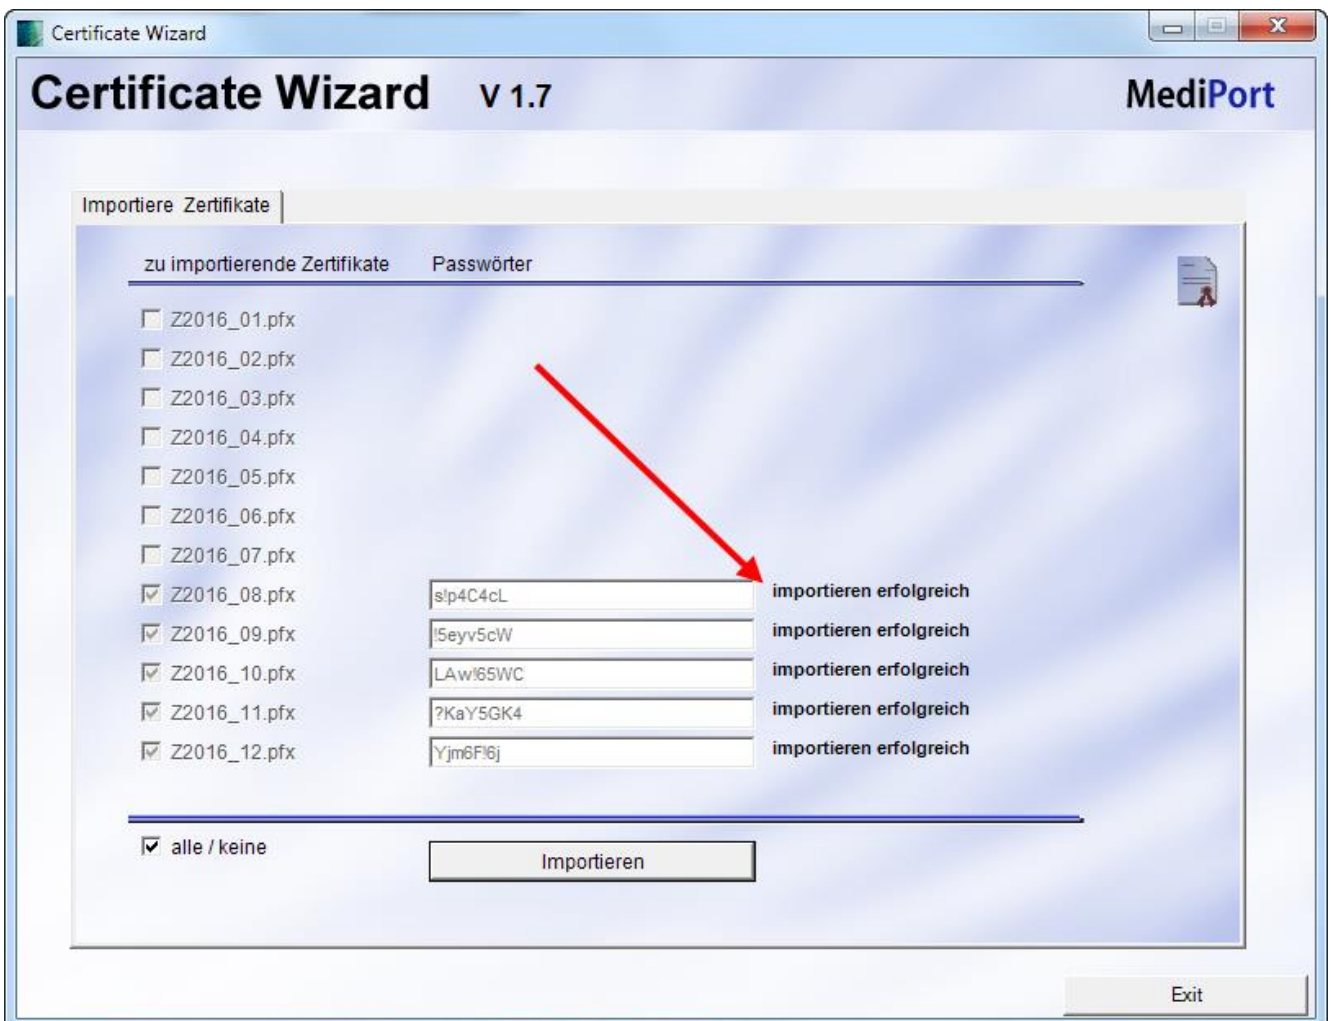 Certificate Wizard
Certificate Wizard V 1.7 MediPort
Importiere Zertifikate
zu importierende Zertifikate Passwörter
Z2016_01.pfx
Z2016_02.pfx
Z2016_03.pfx
Z2016_04.pfx
Z2016_05.pfx
Z2016_06.pfx
Z2016_07.pfx
Z2016_08.pfx s!p4C4cL importieren erfolgreich
Z2016_09.pfx !5eyv5cW importieren erfolgreich
Z2016_10.pfx LAw!65WC importieren erfolgreich
Z2016_11.pfx ?KaY5GK4 importieren erfolgreich
Z2016_12.pfx Yjm6F!6j importieren erfolgreich
alle / keine Importieren
Exit